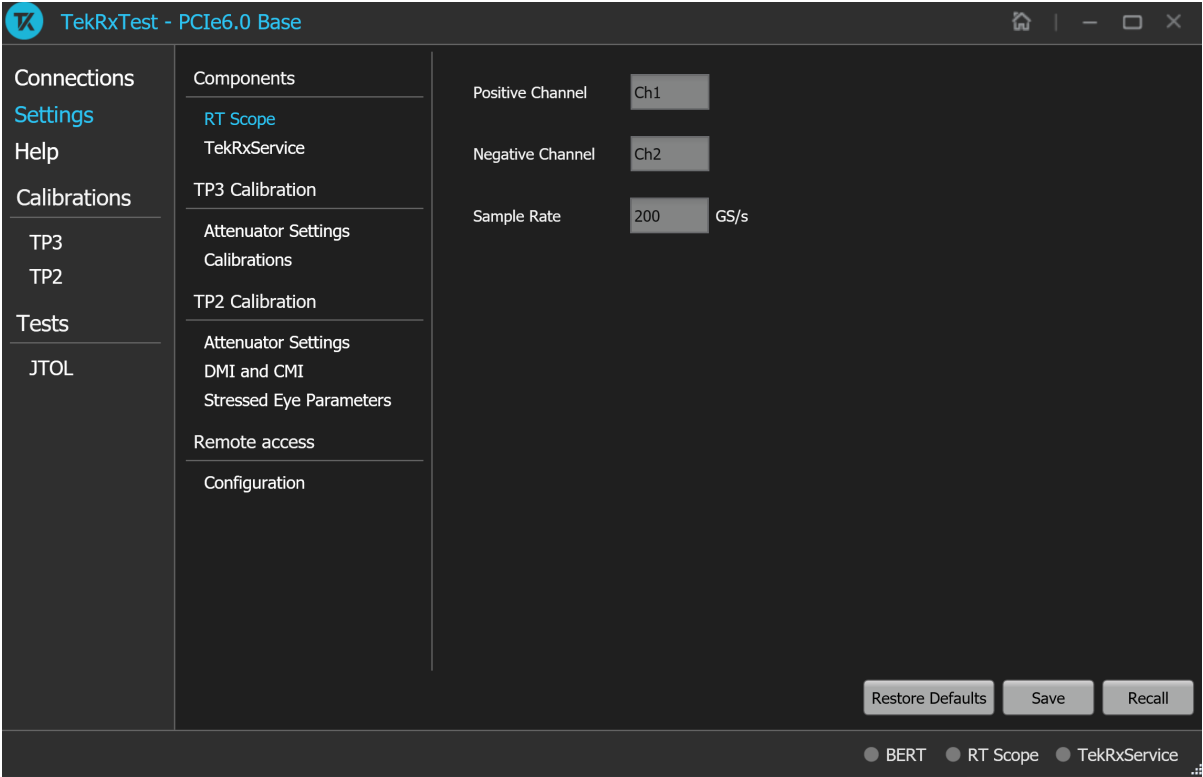 TK TekRxTest - PCIe6.0 Base
Connections
Settings
Help
Calibrations
TP3
TP2
Tests
JTOL
Components
RT Scope
TekRxService
TP3 Calibration
Attenuator Settings
Calibrations
TP2 Calibration
Attenuator Settings
DMI and CMI
Stressed Eye Parameters
Remote access
Configuration
Positive Channel Ch1
Negative Channel Ch2
Sample Rate 200 GS/s
Restore Defaults Save Recall
BERT RT Scope TekRxService